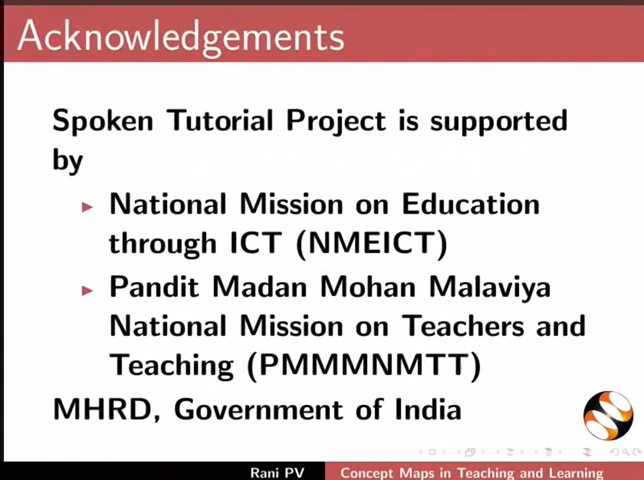 Acknowledgements
Spoken Tutorial Project is supported
by
National Mission on Education
through ICT (NMEICT)
Pandit Madan Mohan Malaviya
National Mission on Teachers and
Teaching (PMMMNMTT)
MHRD, Government of India
Rani PV
Concept Maps in Teaching and Learning